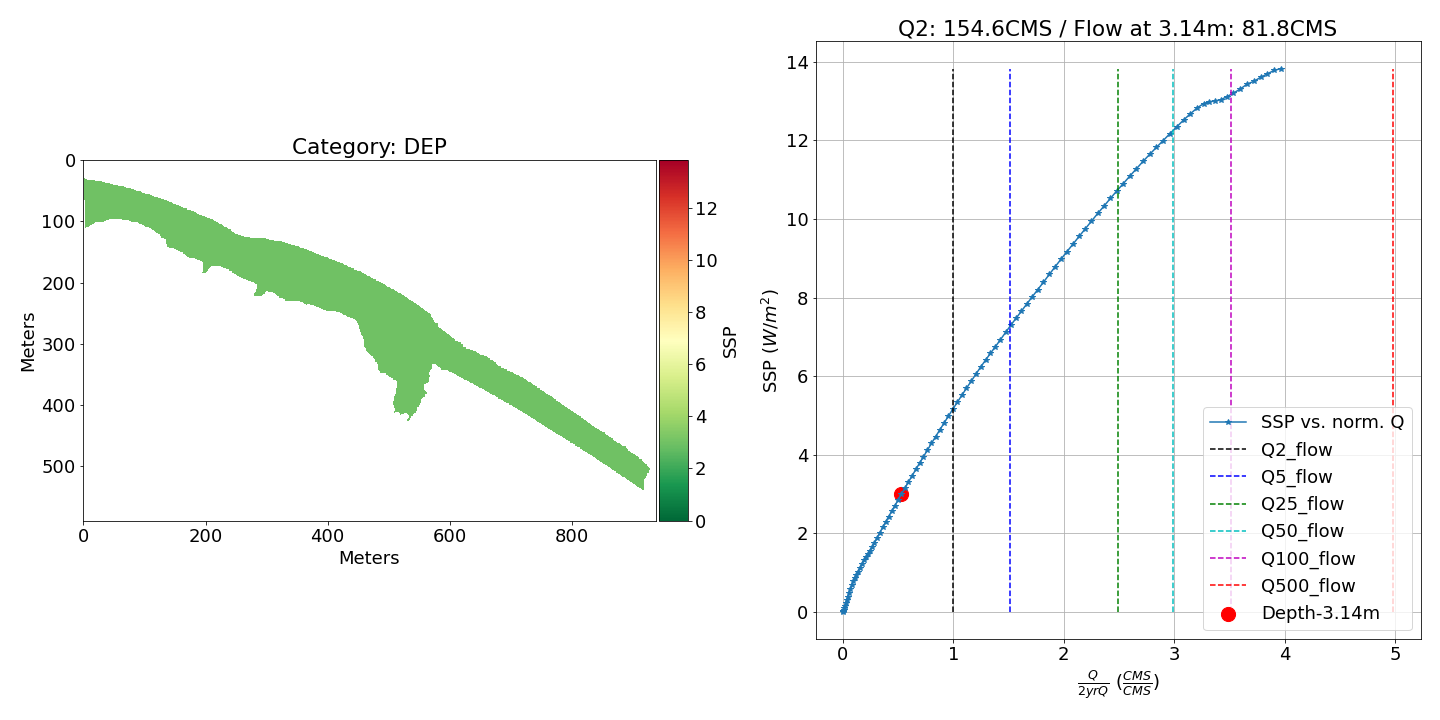 Category: DEP
0
100
200
300
400
500
Meters
0
200
400
600
800
Meters
12
10
8
6
4
2
0
SSP
Q2: 154.6CMS / Flow at 3.14m: 81.8CMS
14
12
10
8
6
4
2
0
SSP (W/m²)
0
1
2
3
4
5
Q/2yrQ (CMS/CMS)
SSP vs. norm. Q
Q2_flow
Q5_flow
Q25_flow
Q50_flow
Q100_flow
Q500_flow
Depth-3.14m